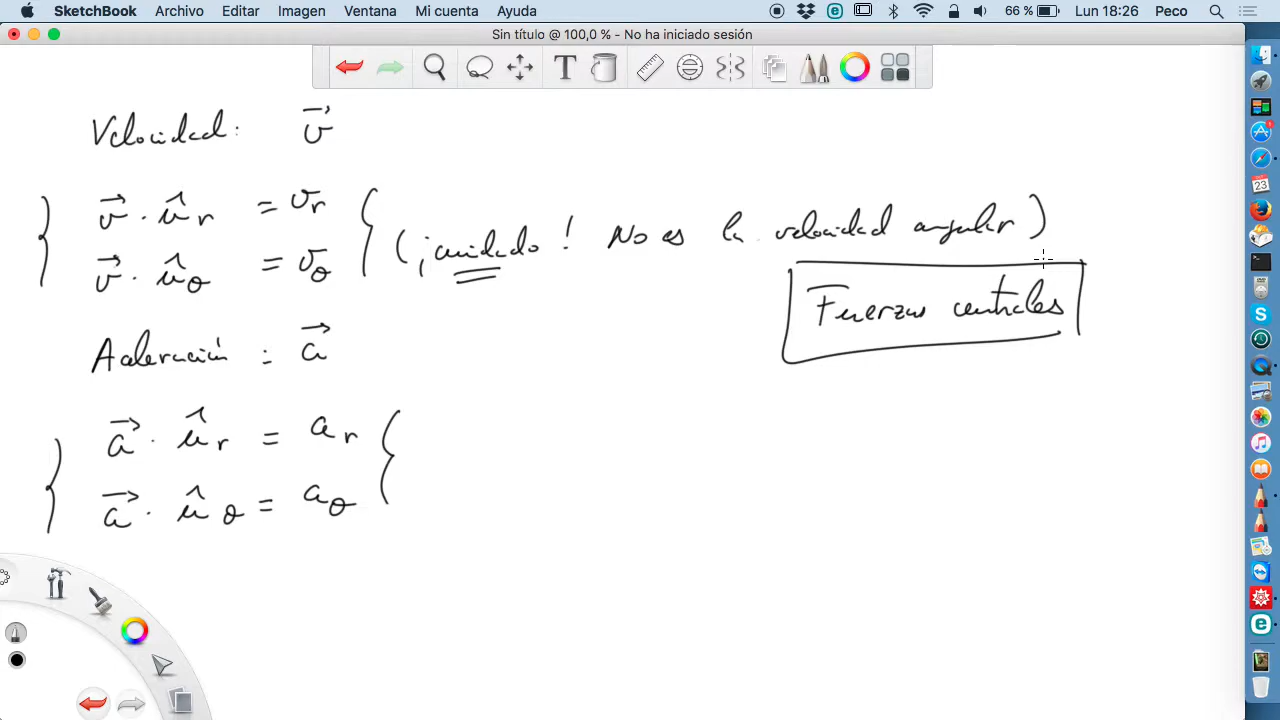 SketchBook Archivo Editar Imagen Ventana Mi cuenta Ayuda 66 % Lun 18:26 Peco
Sin título @ 100,0 % - No ha iniciado sesión
Velocidad: v⃗
v⃗ · û_r = v_r
(¡cuidado! No es la velocidad angular)
v⃗ · û_θ = v_θ
Fuerzas centrales
Aceleración : a⃗
a⃗ · û_r = a_r
a⃗ · û_θ = a_θ